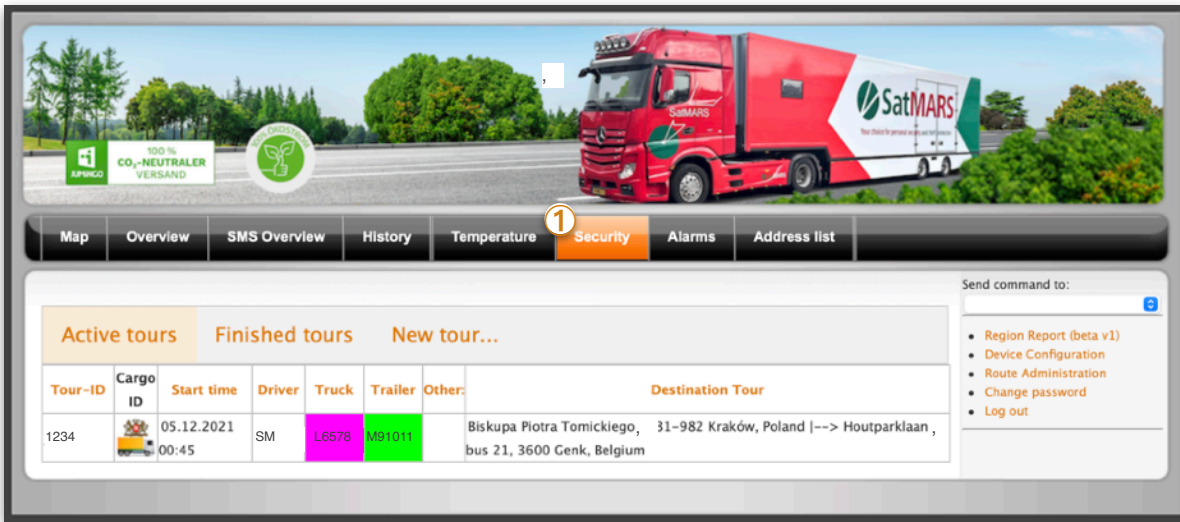 ,
100% ÖKOSTROM
JUMINGO
100 %
CO₂-NEUTRALER
VERSAND
SatMARS
SatMARS
1
Map Overview SMS Overview History Temperature Security Alarms Address list
Send command to:
Active tours Finished tours New tour...
Region Report (beta v1)
Device Configuration
Route Administration
Change password
Log out
Tour-ID Cargo ID Start time Driver Truck Trailer Other: Destination Tour
1234 05.12.2021 00:45 SM L6578 M91011 Biskupa Piotra Tomickiego, 31-982 Kraków, Poland |--> Houtparklaan ,
bus 21, 3600 Genk, Belgium